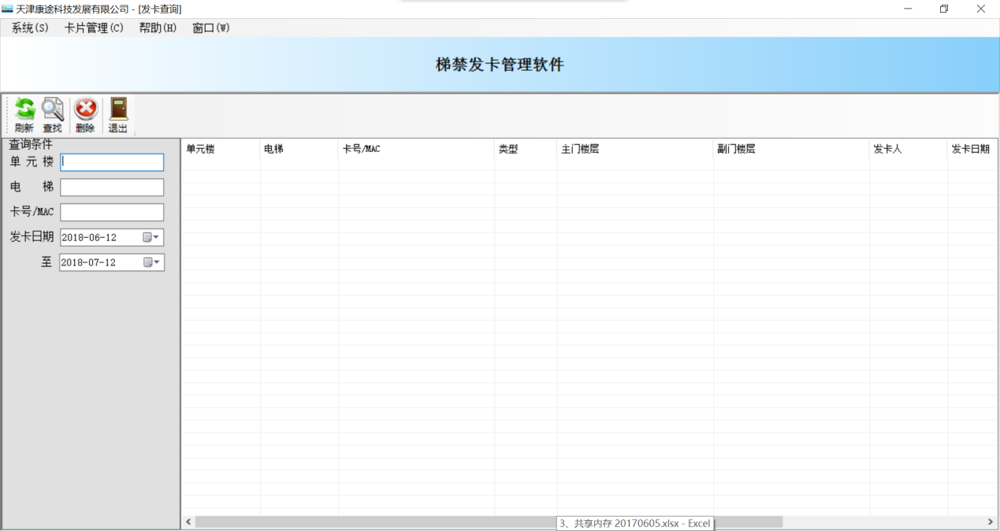 天津康途科技发展有限公司 - [发卡查询]
系统(S) 卡片管理(C) 帮助(H) 窗口(W)
梯禁发卡管理软件
刷新 查找 删除 退出
查询条件
单元楼 电梯 卡号/MAC 类型 主门楼层 副门楼层 发卡人 发卡日期
单 元 楼
电 梯
卡号/MAC
发卡日期 2018-06-12
至 2018-07-12
3、共享内存 20170605.xlsx - Excel